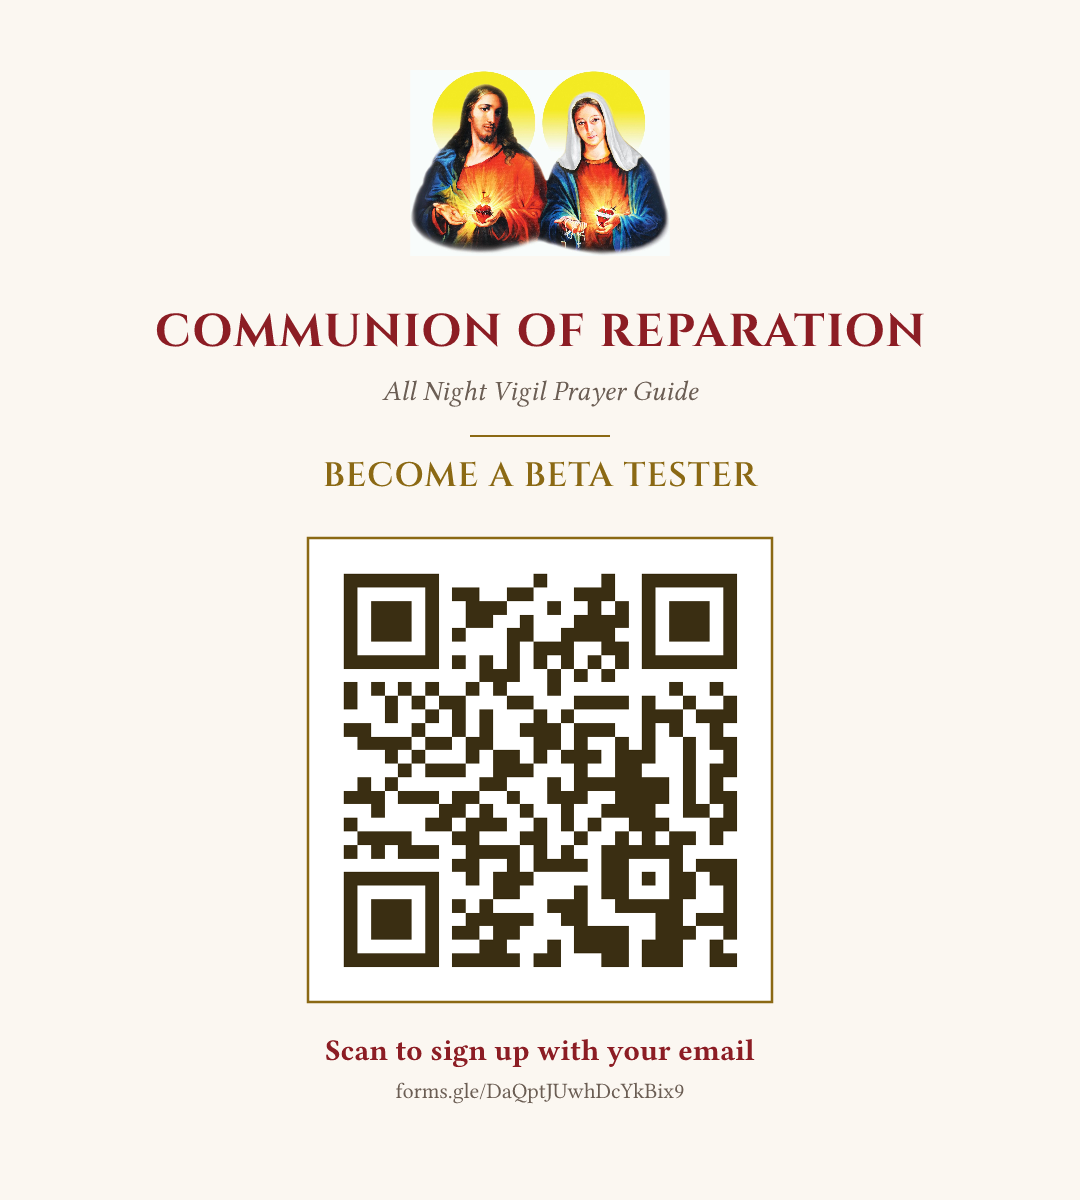 COMMUNION OF REPARATION
All Night Vigil Prayer Guide
BECOME A BETA TESTER
Scan to sign up with your email
forms.gle/DaQptJUwhDcYkBix9